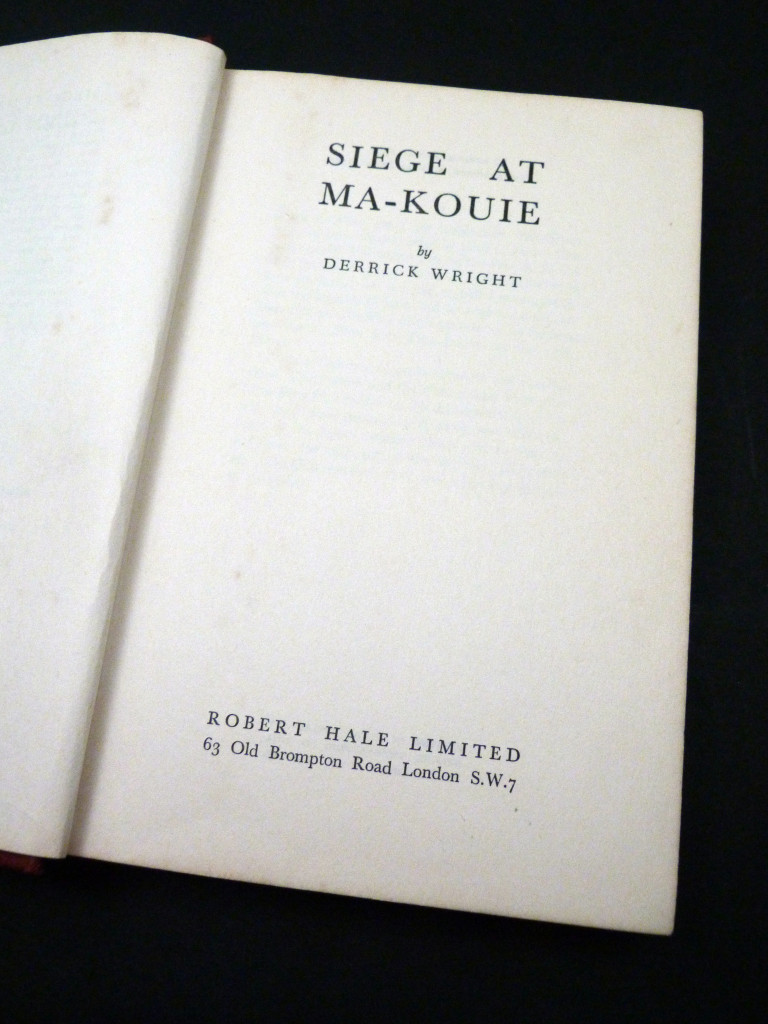 SIEGE AT
MA-KOUIE
by
DERRICK WRIGHT
ROBERT HALE LIMITED
63 Old Brompton Road London S.W.7